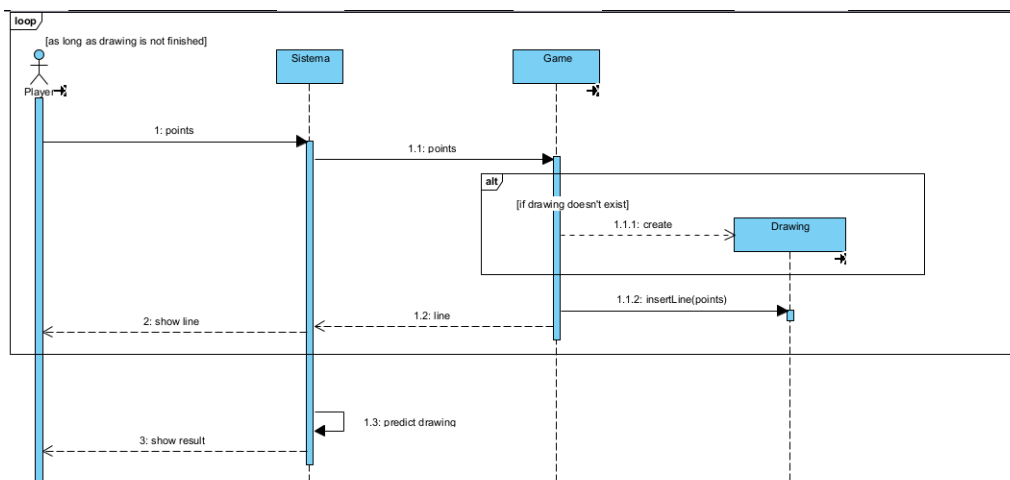 loop
[as long as drawing is not finished]
Player
Sistema
Game
1: points
1.1: points
alt
[if drawing doesn't exist]
1.1.1: create
Drawing
1.1.2: insertLine(points)
1.2: line
2: show line
1.3: predict drawing
3: show result